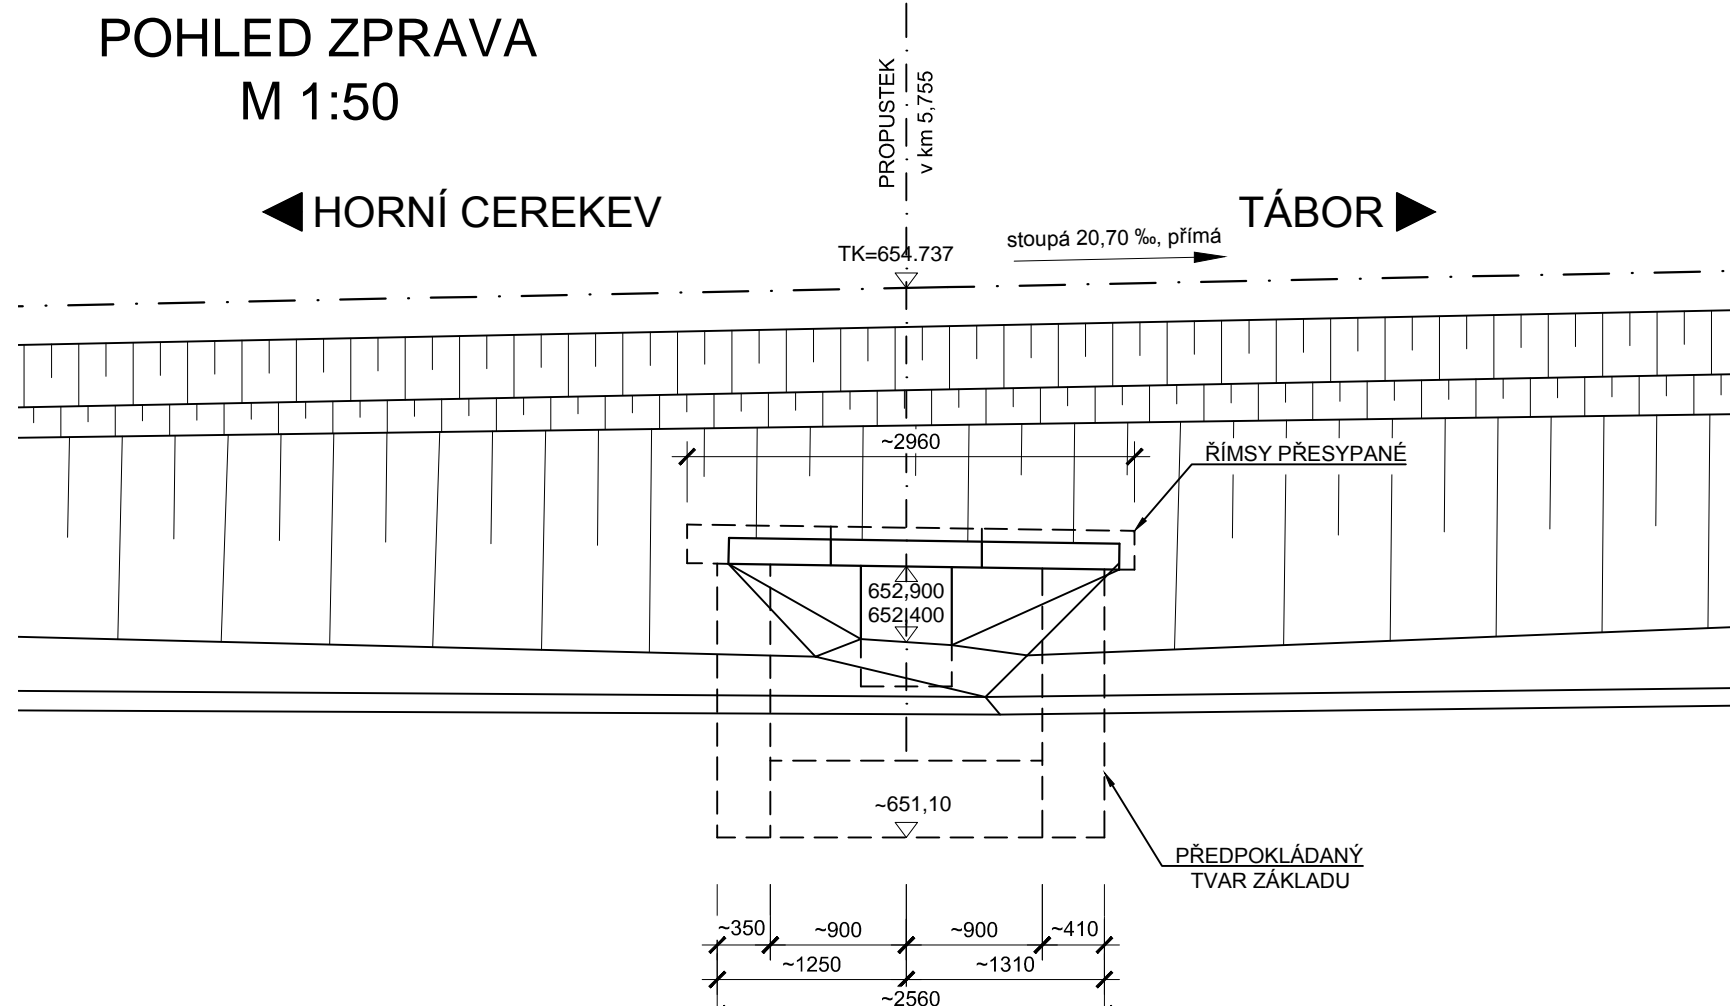 POHLED ZPRAVA
M 1:50
PROPUSTEK
v km 5,755
HORNÍ CEREKEV
TÁBOR
stoupá 20,70 ‰, přímá
TK=654.737
~2960
ŘÍMSY PŘESYPANÉ
652,900
652,400
~651,10
PŘEDPOKLÁDANÝ
TVAR ZÁKLADU
~350
~900
~900
~410
~1250
~1310
~2560